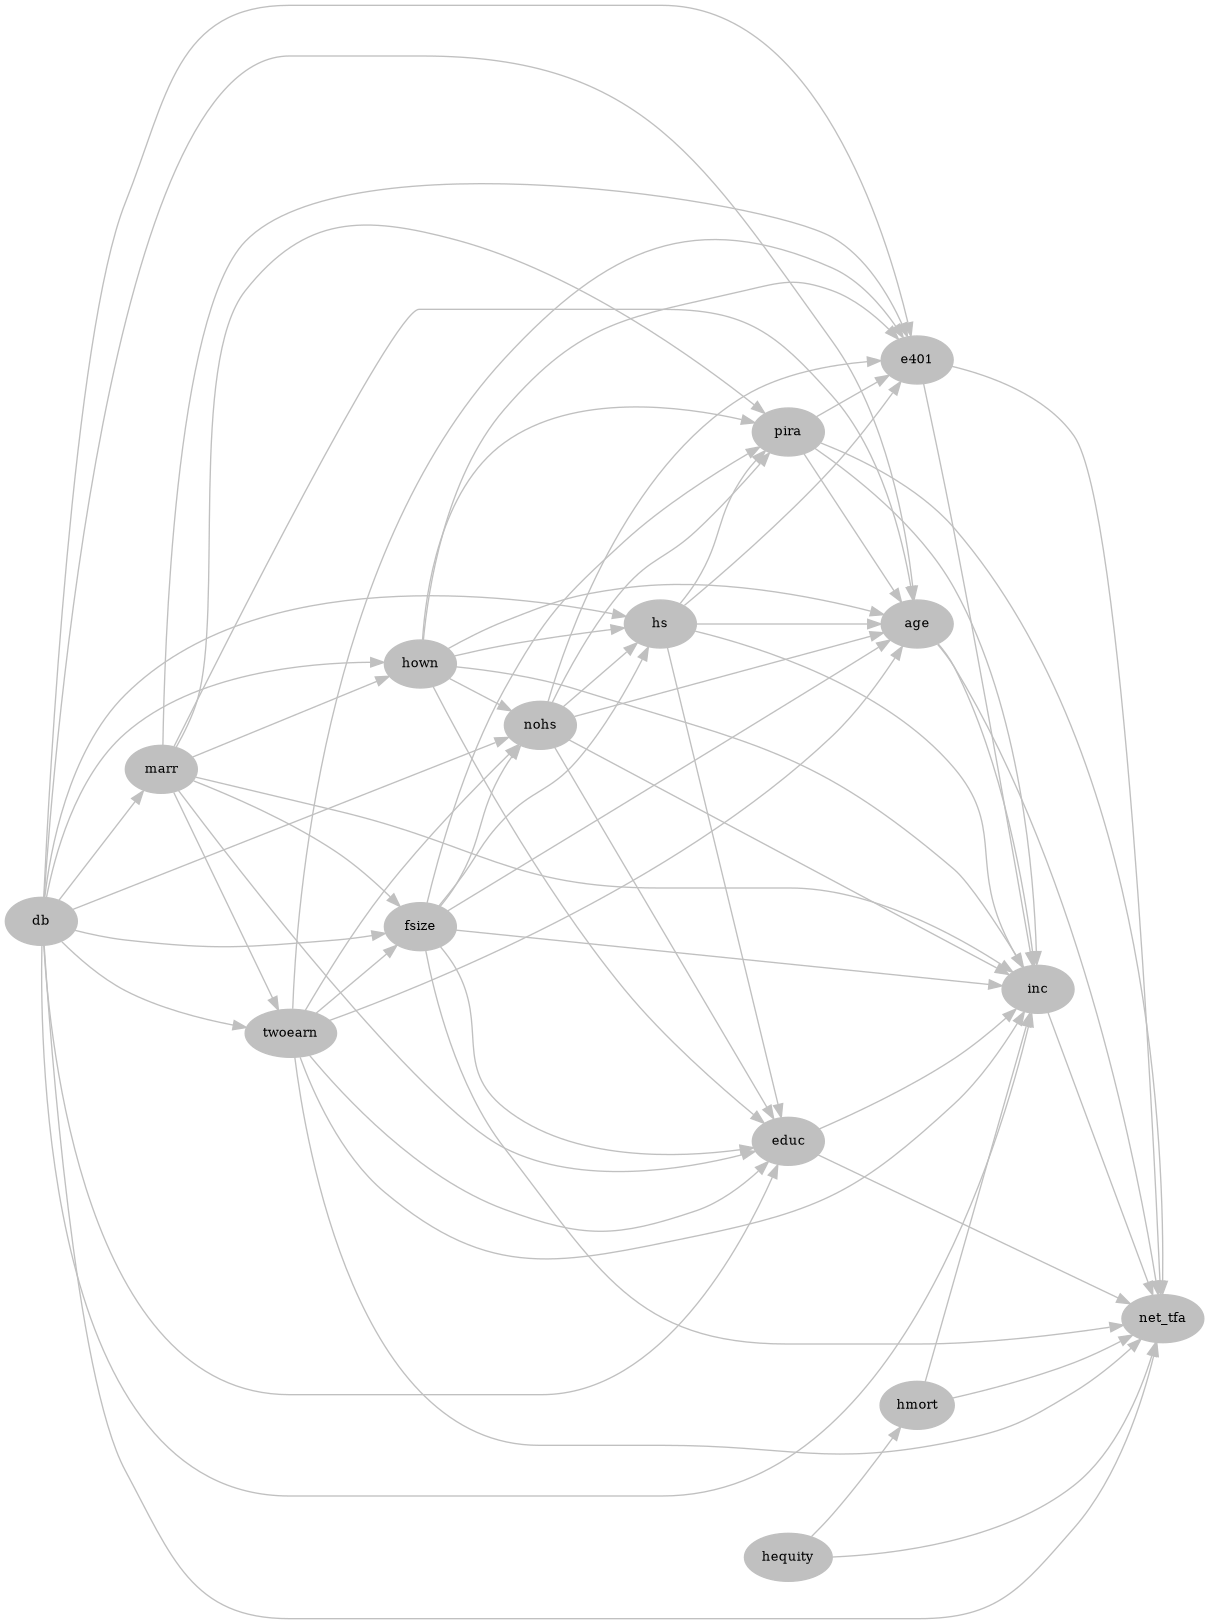 e401
pira
hs
age
hown
nohs
marr
db
fsize
inc
twoearn
educ
net_tfa
hmort
hequity